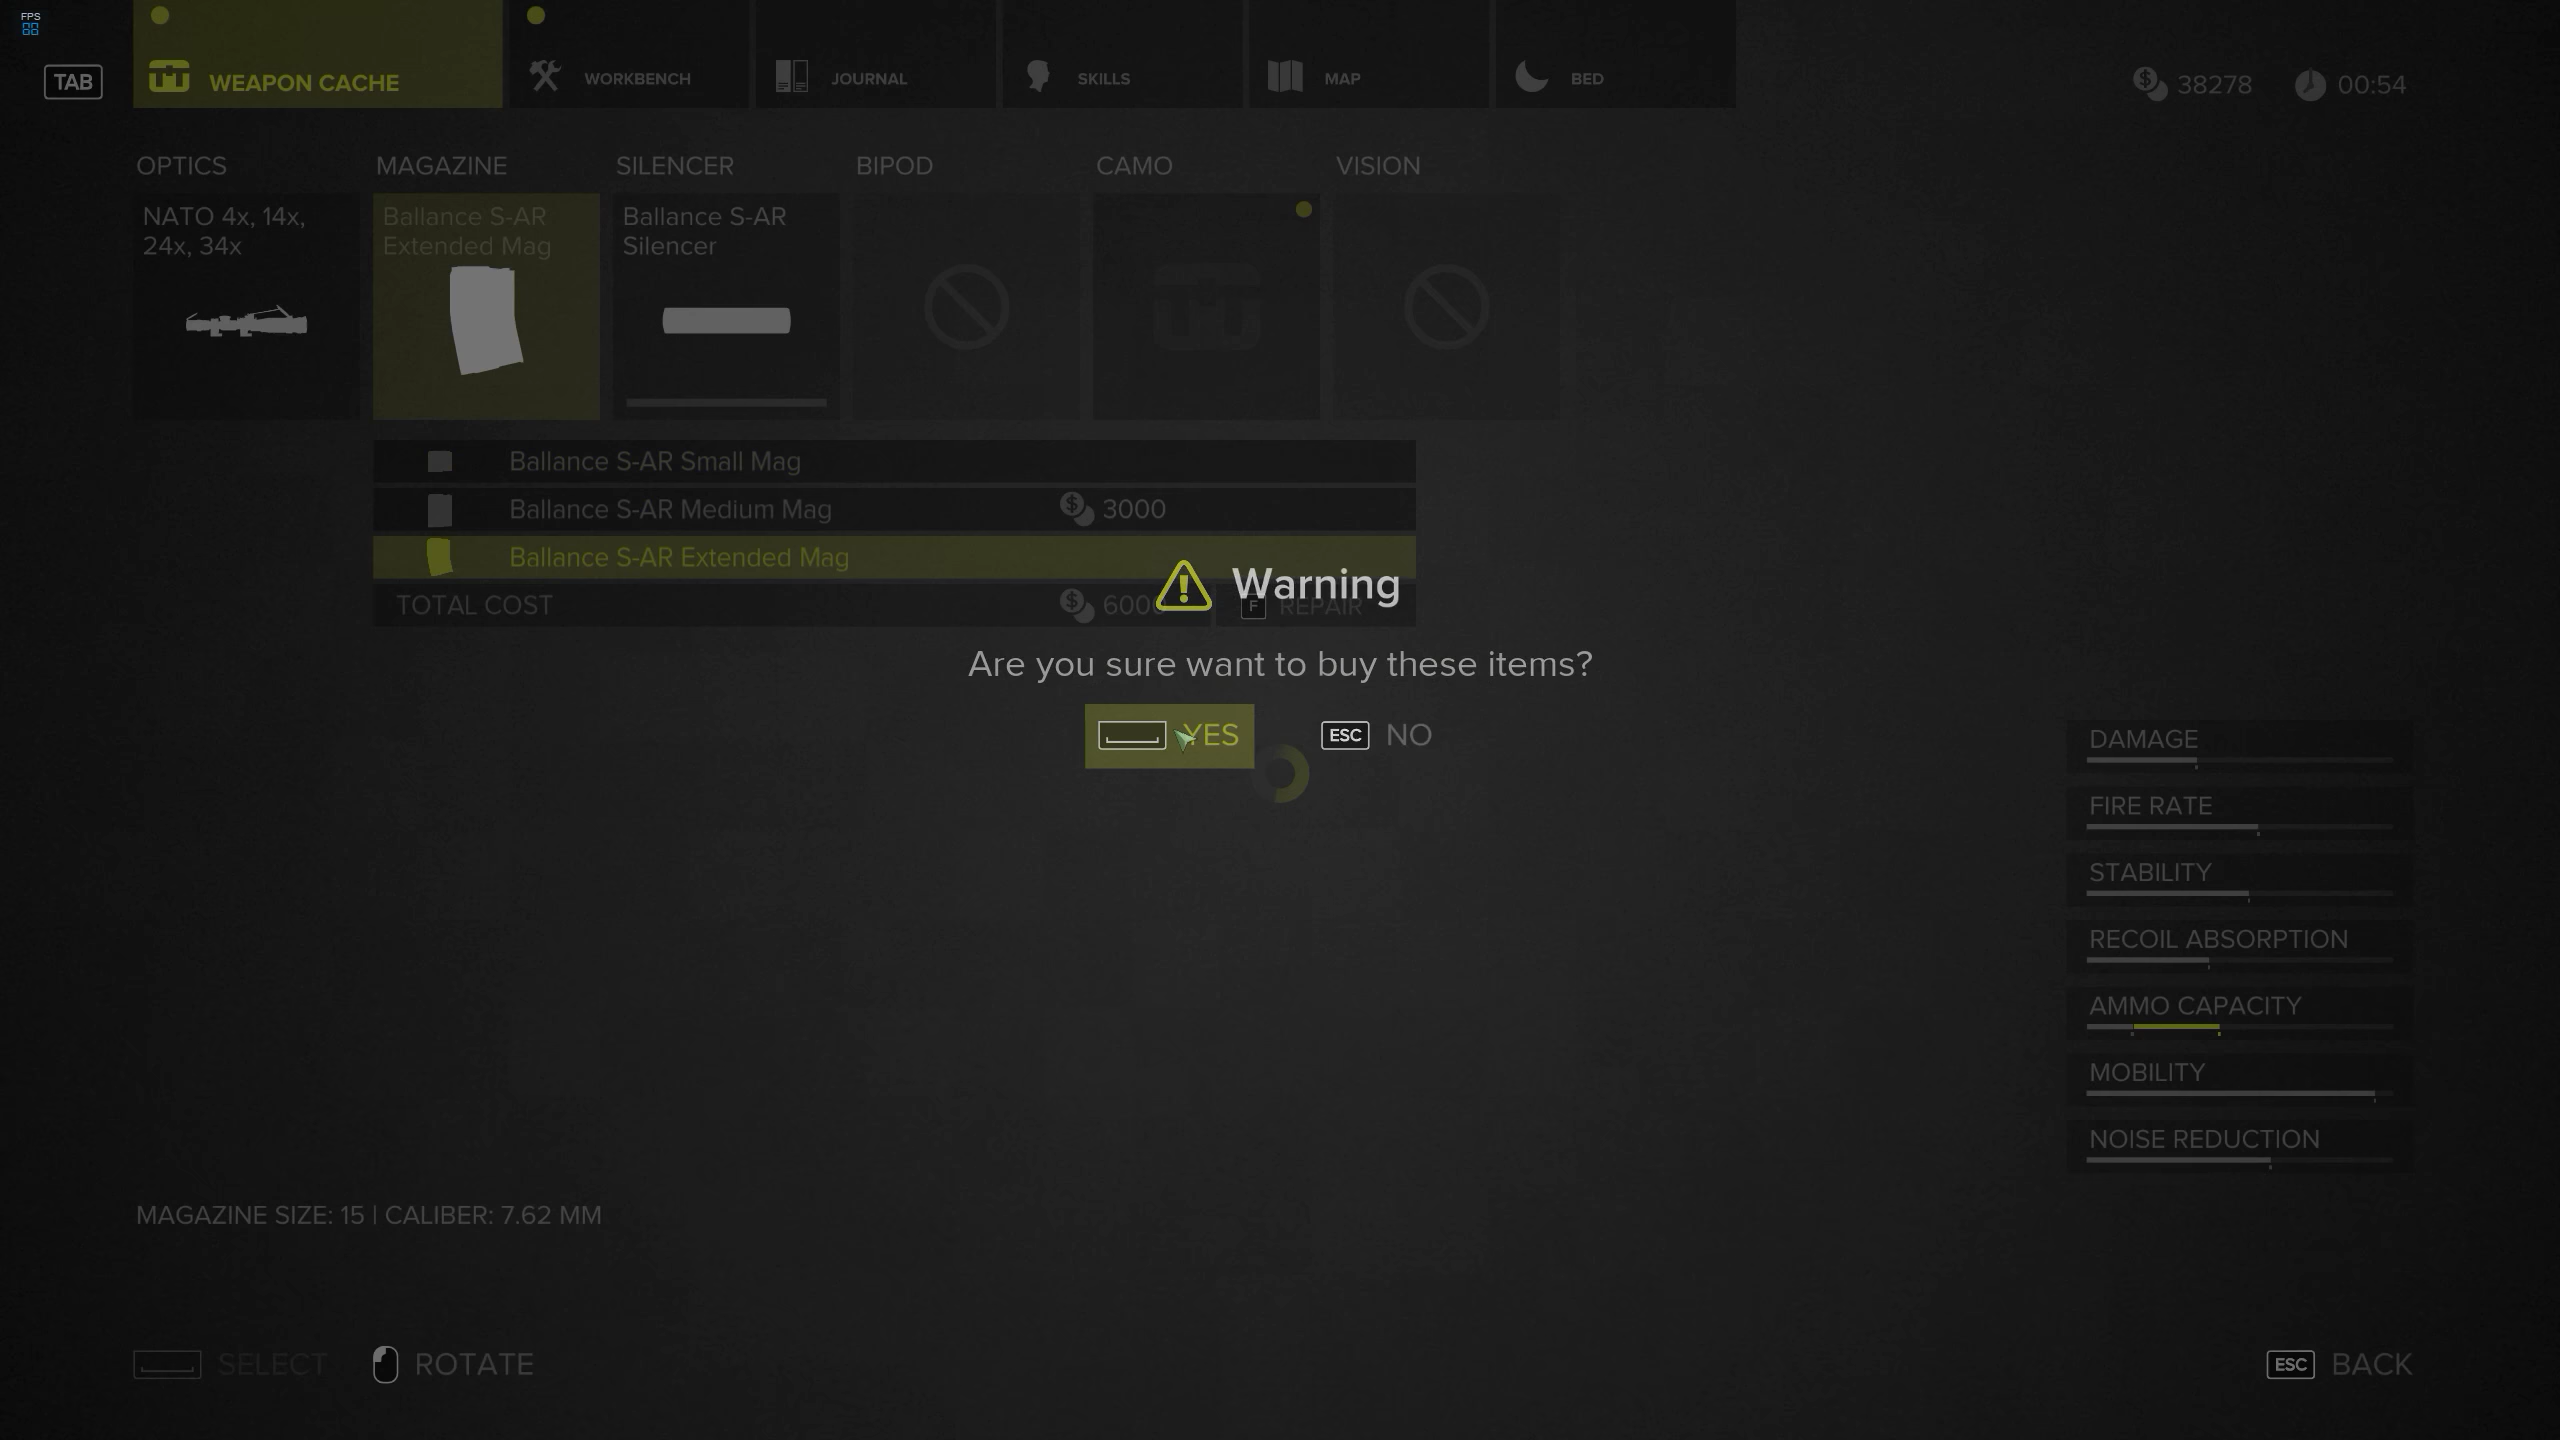 FPS
TAB
WEAPON CACHE
WORKBENCH
JOURNAL
SKILLS
MAP
BED
38278
00:54
OPTICS
MAGAZINE
SILENCER
BIPOD
CAMO
VISION
NATO 4x, 14x,
24x, 34x
Ballance S-AR
Extended Mag
Ballance S-AR
Silencer
Ballance S-AR Small Mag
Ballance S-AR Medium Mag
3000
Ballance S-AR Extended Mag
TOTAL COST
6000
F REPAIR
Warning
Are you sure want to buy these items?
YES
ESC NO
DAMAGE
FIRE RATE
STABILITY
RECOIL ABSORPTION
AMMO CAPACITY
MOBILITY
NOISE REDUCTION
MAGAZINE SIZE: 15 | CALIBER: 7.62 MM
SELECT
ROTATE
ESC BACK